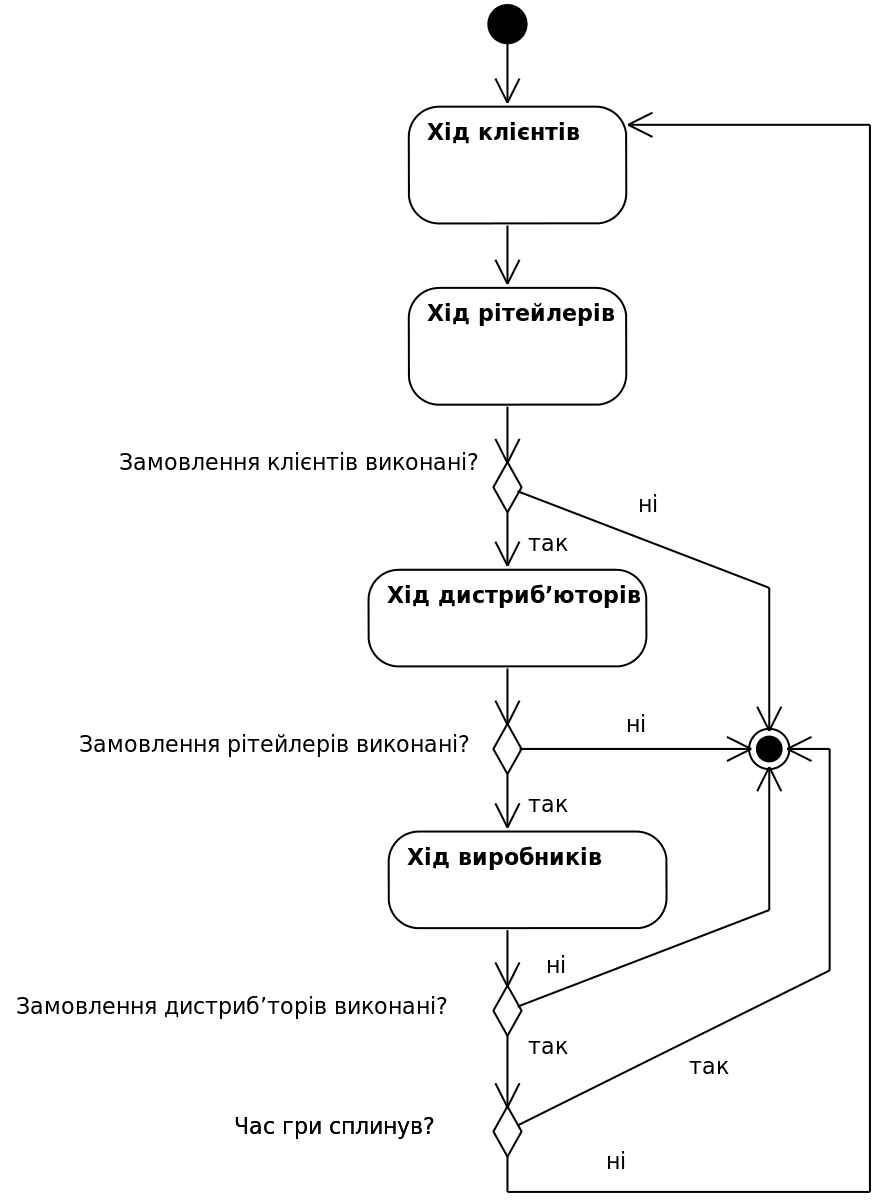 Хід клієнтів
Хід рітейлерів
Замовлення клієнтів виконані?
ні
так
Хід дистриб’юторів
ні
Замовлення рітейлерів виконані?
так
Хід виробників
ні
Замовлення дистриб’торів виконані?
так
так
Час гри сплинув?
ні